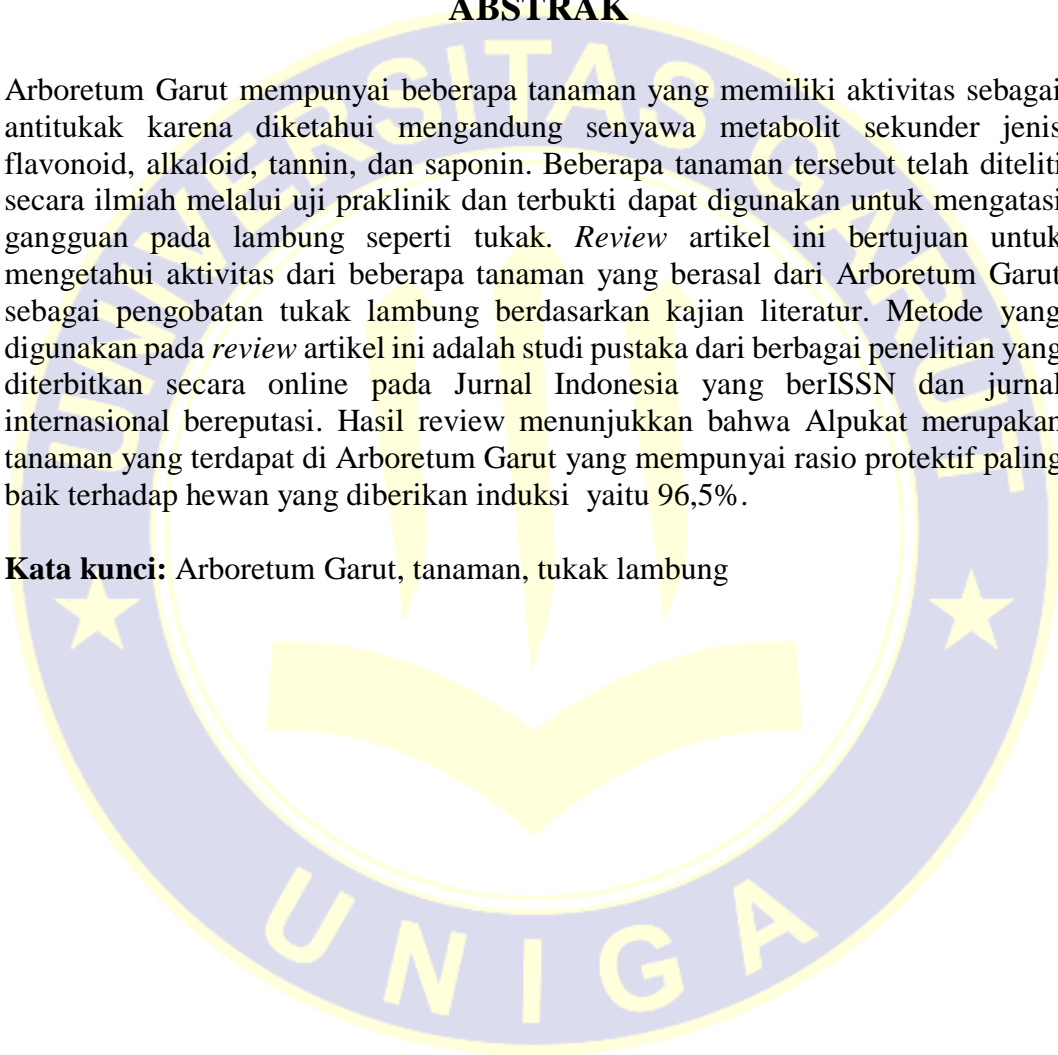 ABSTRAK
Arboretum Garut mempunyai beberapa tanaman yang memiliki aktivitas sebagai
antitukak karena diketahui mengandung senyawa metabolit sekunder jenis
flavonoid, alkaloid, tannin, dan saponin. Beberapa tanaman tersebut telah diteliti
secara ilmiah melalui uji praklinik dan terbukti dapat digunakan untuk mengatasi
gangguan pada lambung seperti tukak. Review artikel ini bertujuan untuk
mengetahui aktivitas dari beberapa tanaman yang berasal dari Arboretum Garut
sebagai pengobatan tukak lambung berdasarkan kajian literatur. Metode yang
digunakan pada review artikel ini adalah studi pustaka dari berbagai penelitian yang
diterbitkan secara online pada Jurnal Indonesia yang berISSN dan jurnal
internasional bereputasi. Hasil review menunjukkan bahwa Alpukat merupakan
tanaman yang terdapat di Arboretum Garut yang mempunyai rasio protektif paling
baik terhadap hewan yang diberikan induksi yaitu 96,5%.
Kata kunci: Arboretum Garut, tanaman, tukak lambung
UNIVERSITAS GARUT
UNIGA